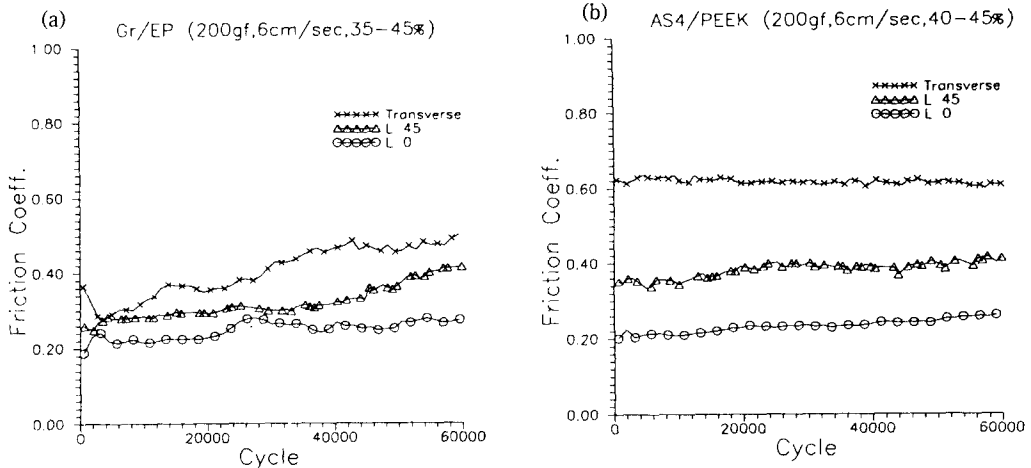 (a)
Gr/EP (200gf,6cm/sec,35-45%)
1.00
0.80
0.60
0.40
0.20
0.00
Friction Coeff.
Transverse
L 45
L 0
0
20000
40000
60000
Cycle
(b)
AS4/PEEK (200gf,6cm/sec,40-45%)
1.00
0.80
0.60
0.40
0.20
0.00
Friction Coeff.
Transverse
L 45
L 0
0
20000
40000
60000
Cycle